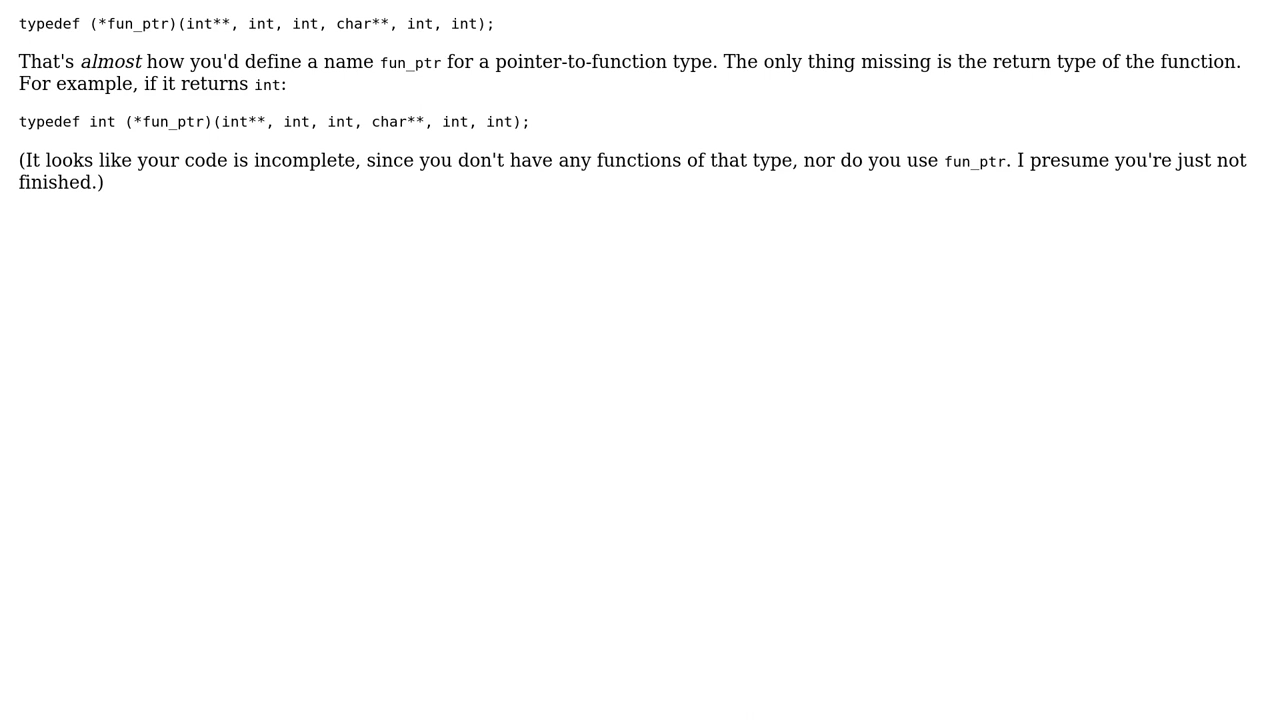 typedef (*fun_ptr)(int**, int, int, char**, int, int);
That's almost how you'd define a name fun_ptr for a pointer-to-function type. The only thing missing is the return type of the function.
For example, if it returns int:
typedef int (*fun_ptr)(int**, int, int, char**, int, int);
(It looks like your code is incomplete, since you don't have any functions of that type, nor do you use fun_ptr. I presume you're just not
finished.)